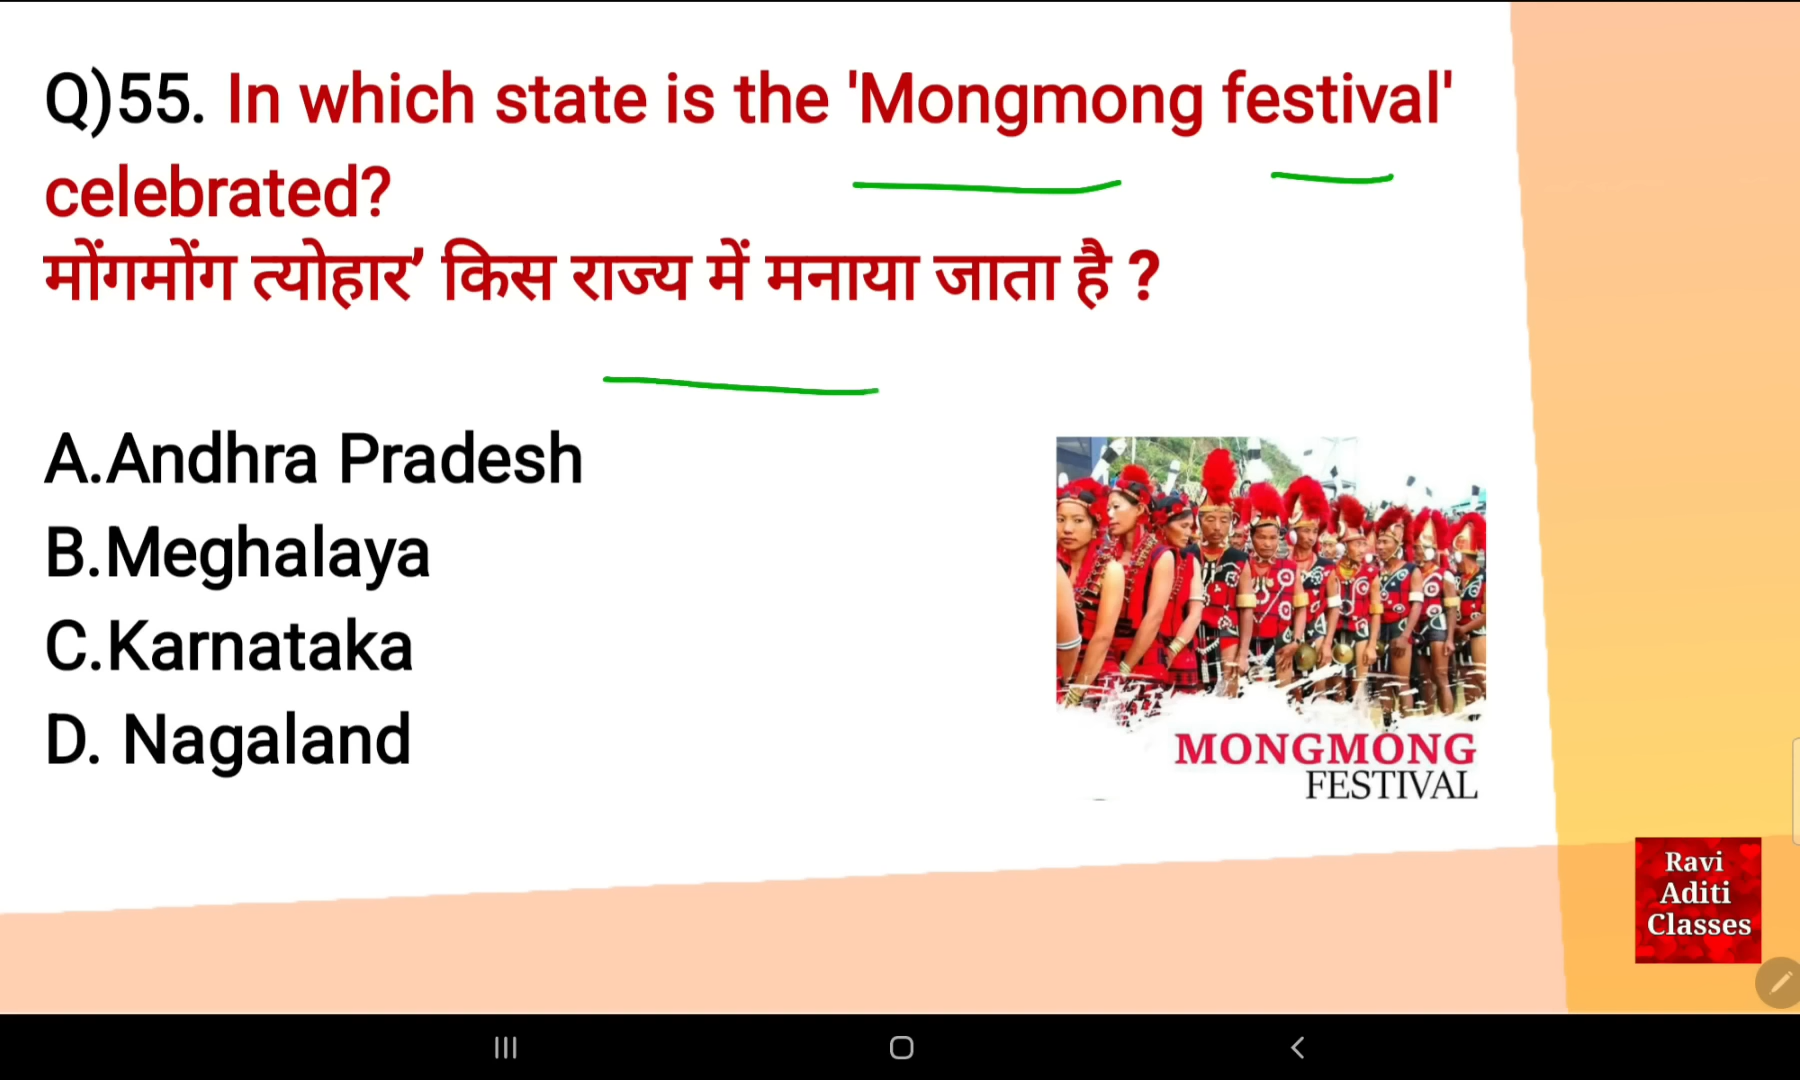 Q)55. In which state is the 'Mongmong festival'
celebrated?
मोंगमोंग त्योहार’ किस राज्य में मनाया जाता है ?
A.Andhra Pradesh
B.Meghalaya
C.Karnataka
D. Nagaland
MONGMONG
FESTIVAL
Ravi
Aditi
Classes